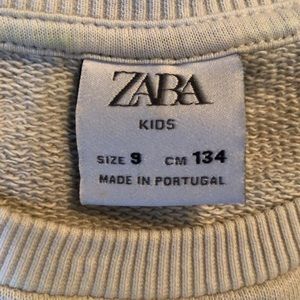 ZARA
KIDS
SIZE 9 CM 134
MADE IN PORTUGAL